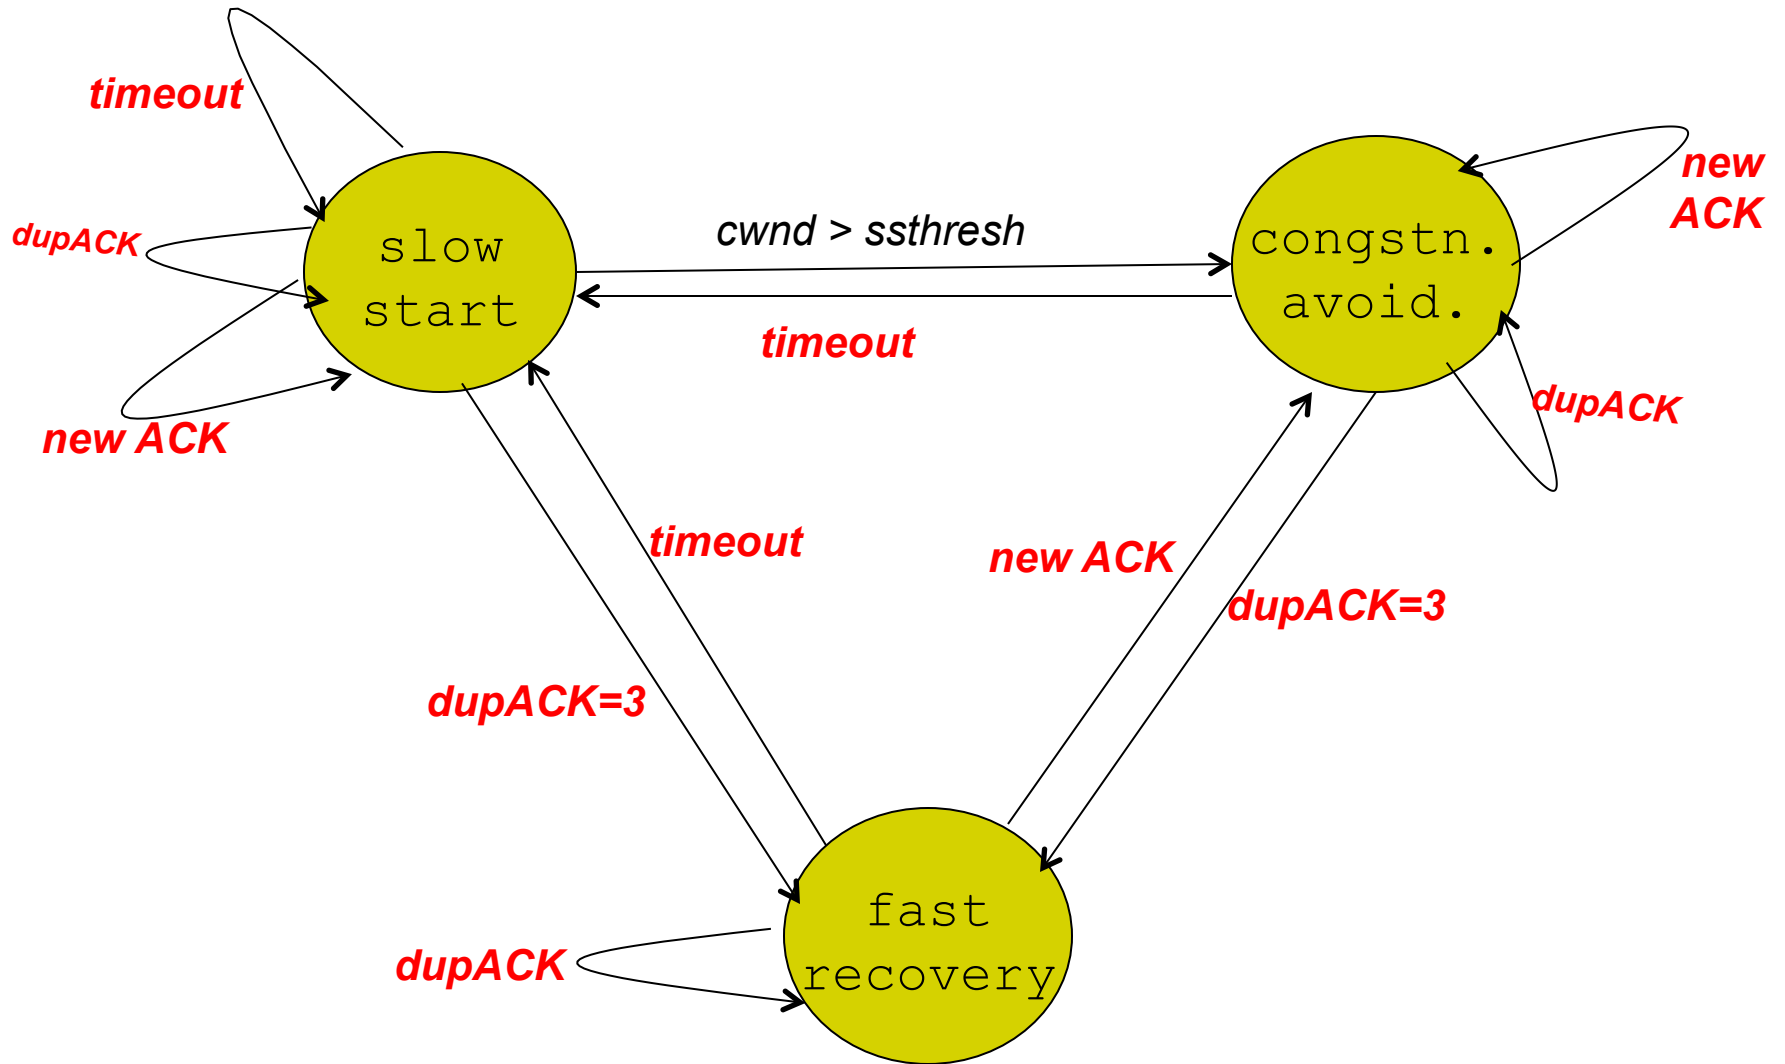 timeout
dupACK
slow
start
new ACK
cwnd > ssthresh
timeout
congstn.
avoid.
new
ACK
dupACK
timeout
new ACK
dupACK=3
dupACK=3
fast
recovery
dupACK